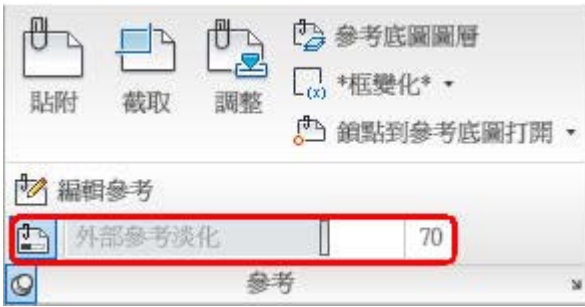 貼附 截取 調整
參考底圖圖層
*框變化*
鎖點到參考底圖打開
編輯參考
外部參考淡化 70
參考